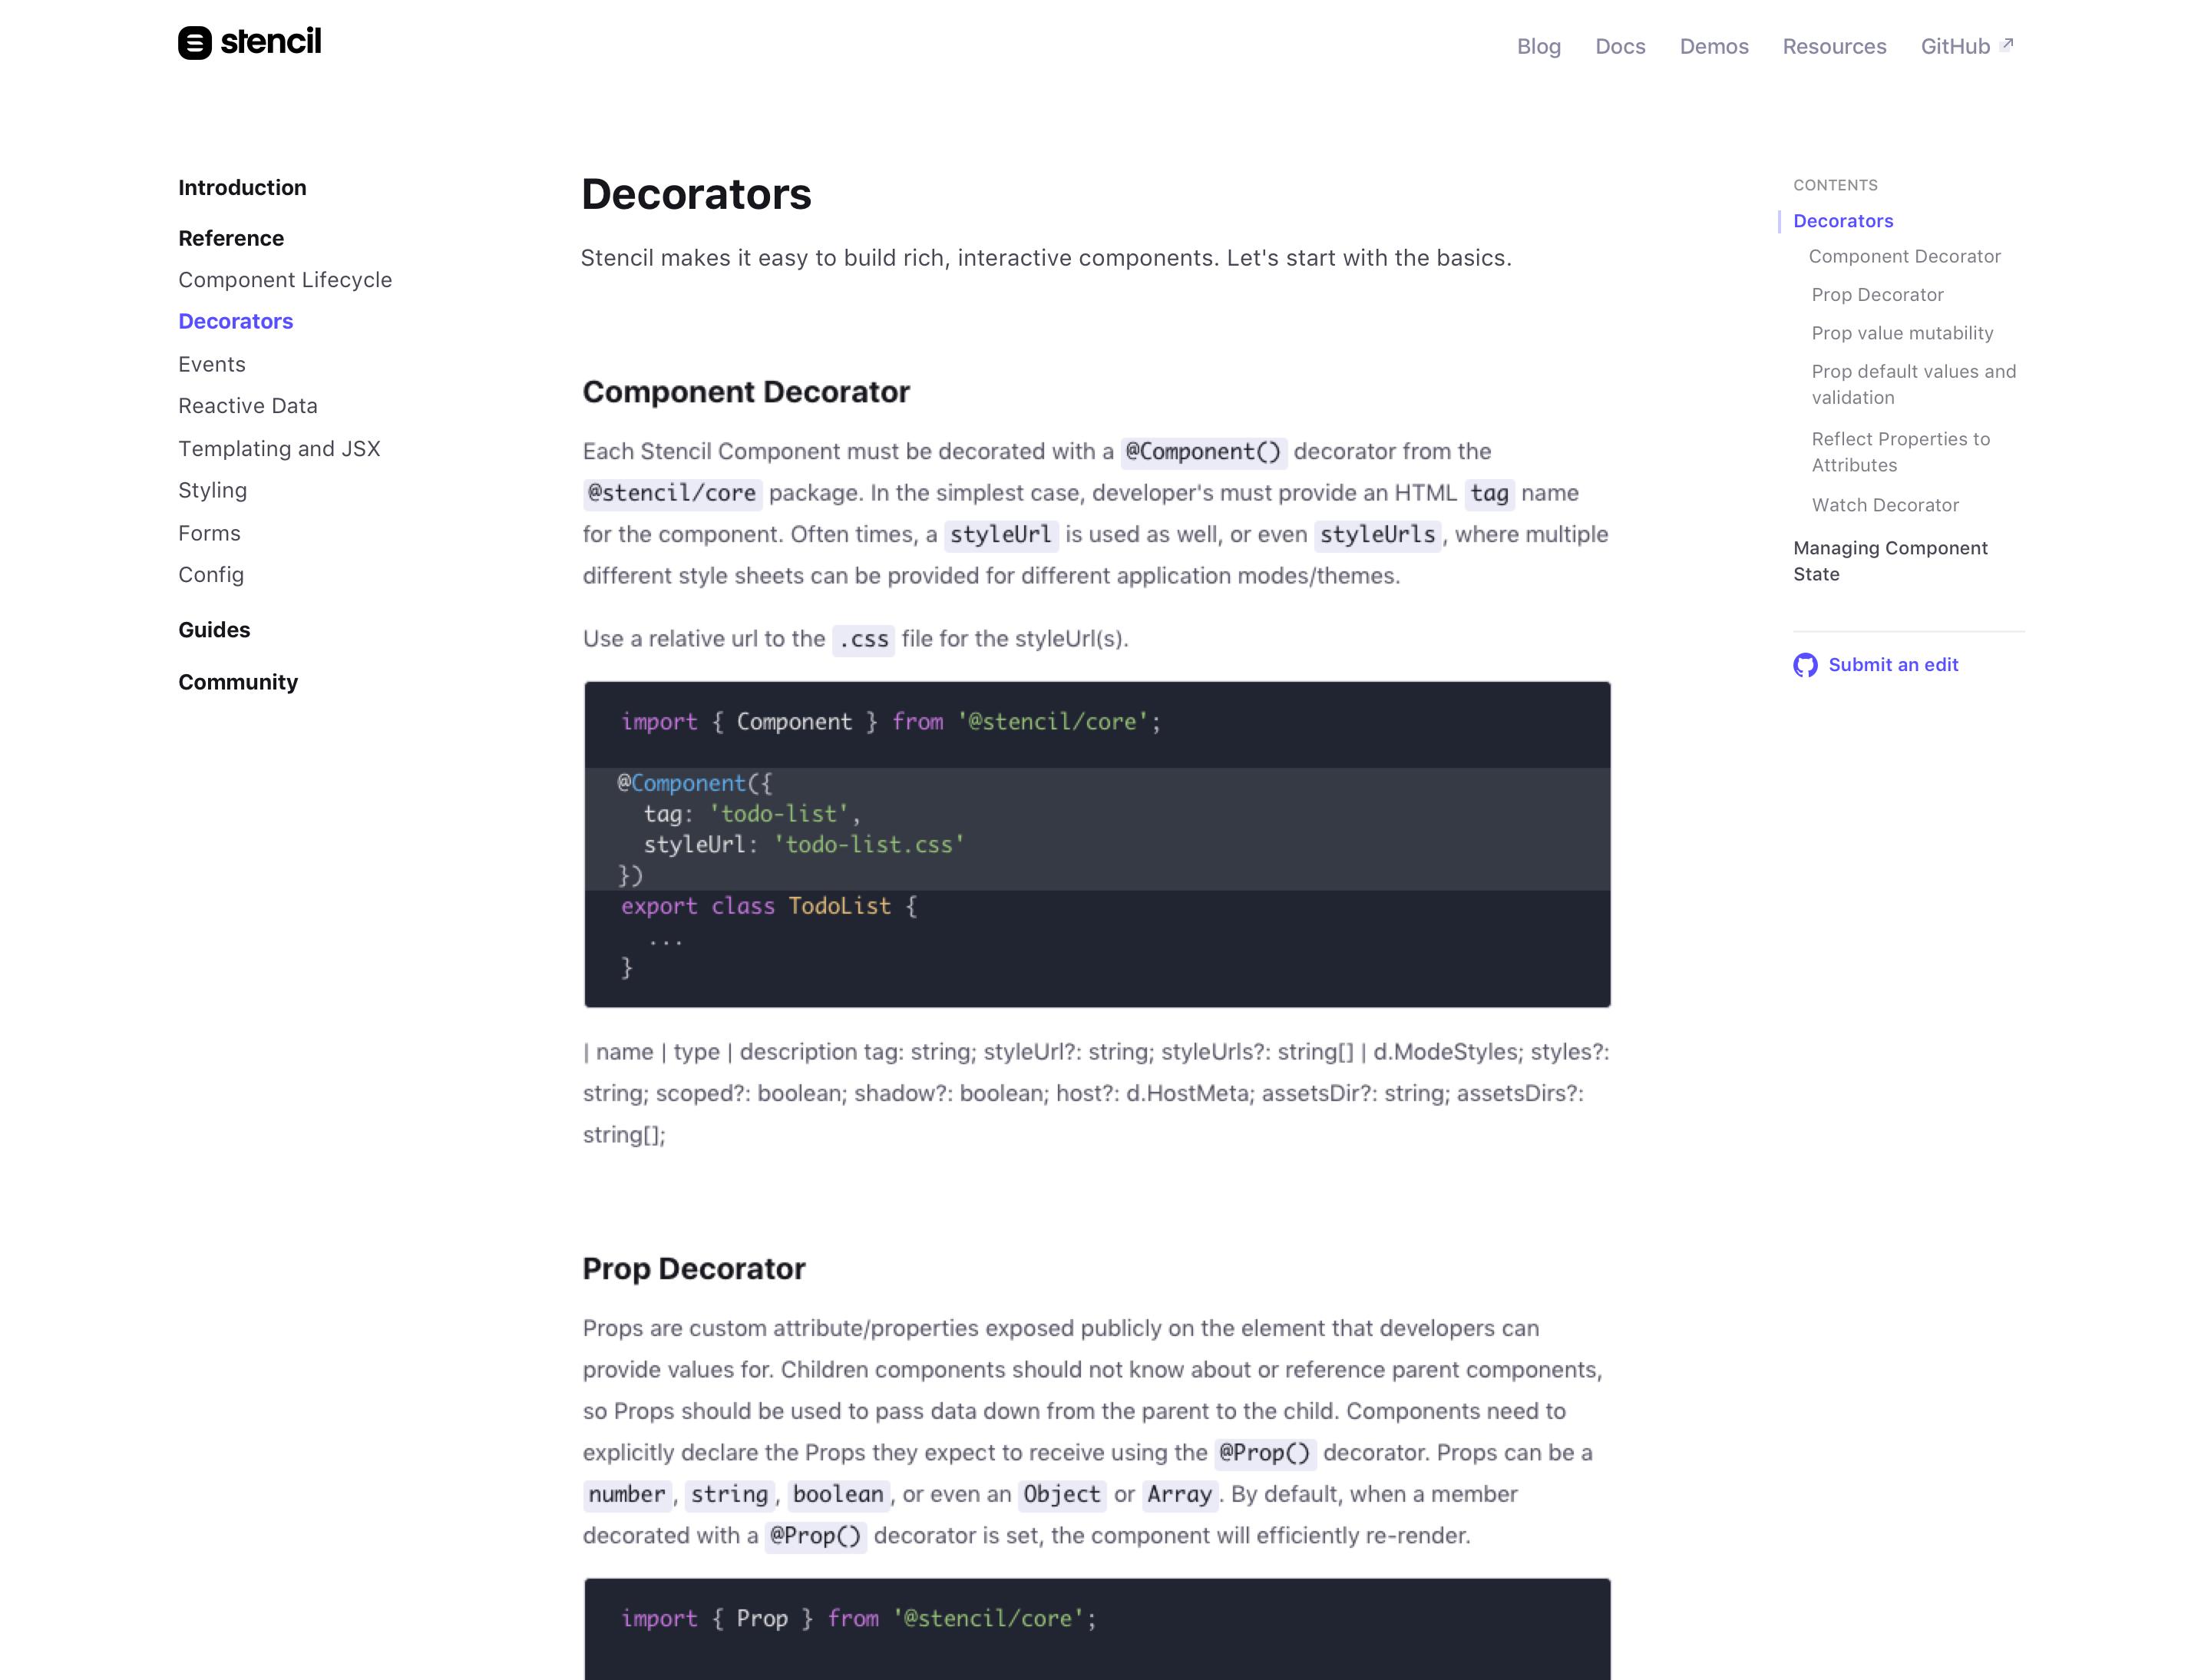 stencil
Blog Docs Demos Resources GitHub
Introduction
Reference
Component Lifecycle
Decorators
Events
Reactive Data
Templating and JSX
Styling
Forms
Config
Guides
Community
Decorators
Stencil makes it easy to build rich, interactive components. Let's start with the basics.
Component Decorator
Each Stencil Component must be decorated with a @Component() decorator from the
@stencil/core package. In the simplest case, developer's must provide an HTML tag name
for the component. Often times, a styleUrl is used as well, or even styleUrls, where multiple
different style sheets can be provided for different application modes/themes.
Use a relative url to the .css file for the styleUrl(s).
import { Component } from '@stencil/core';
@Component({
tag: 'todo-list',
styleUrl: 'todo-list.css'
})
export class TodoList {
...
}
| name | type | description tag: string; styleUrl?: string; styleUrls?: string[] | d.ModeStyles; styles?:
string; scoped?: boolean; shadow?: boolean; host?: d.HostMeta; assetsDir?: string; assetsDirs?:
string[];
Prop Decorator
Props are custom attribute/properties exposed publicly on the element that developers can
provide values for. Children components should not know about or reference parent components,
so Props should be used to pass data down from the parent to the child. Components need to
explicitly declare the Props they expect to receive using the @Prop() decorator. Props can be a
number, string, boolean, or even an Object or Array. By default, when a member
decorated with a @Prop() decorator is set, the component will efficiently re-render.
import { Prop } from '@stencil/core';
CONTENTS
Decorators
Component Decorator
Prop Decorator
Prop value mutability
Prop default values and
validation
Reflect Properties to
Attributes
Watch Decorator
Managing Component
State
Submit an edit